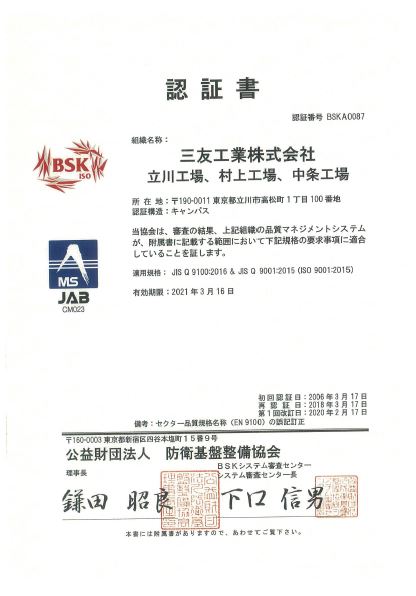 認証書
認証番号 BSKA0087
組織名称:
三友工業株式会社
立川工場、村上工場、中条工場
所在地:〒190-0011 東京都立川市高松町1丁目100番地
認証構造:キャンパス
当協会は、審査の結果、上記組織の品質マネジメントシステム
が、附属書に記載する範囲において下記規格の要求事項に適合
していることを証します。
適用規格: JIS Q 9100:2016 & JIS Q 9001:2015 (ISO 9001:2015)
有効期限:2021年3月16日
BSK
ISO
MS
JAB
CM023
初回認証日:2006年3月17日
再認証日:2018年3月17日
第1回改訂日:2020年2月17日
備考:セクター品質規格名称(EN 9100)の誤記訂正
〒160-0003 東京都新宿区四谷本塩町15番9号
公益財団法人 防衛基盤整備協会
BSKシステム審査センター
理事長
システム審査センター長
鎌田 昭良
下口 信男
本書には附属書がありますので、あわせてご覧下さい。